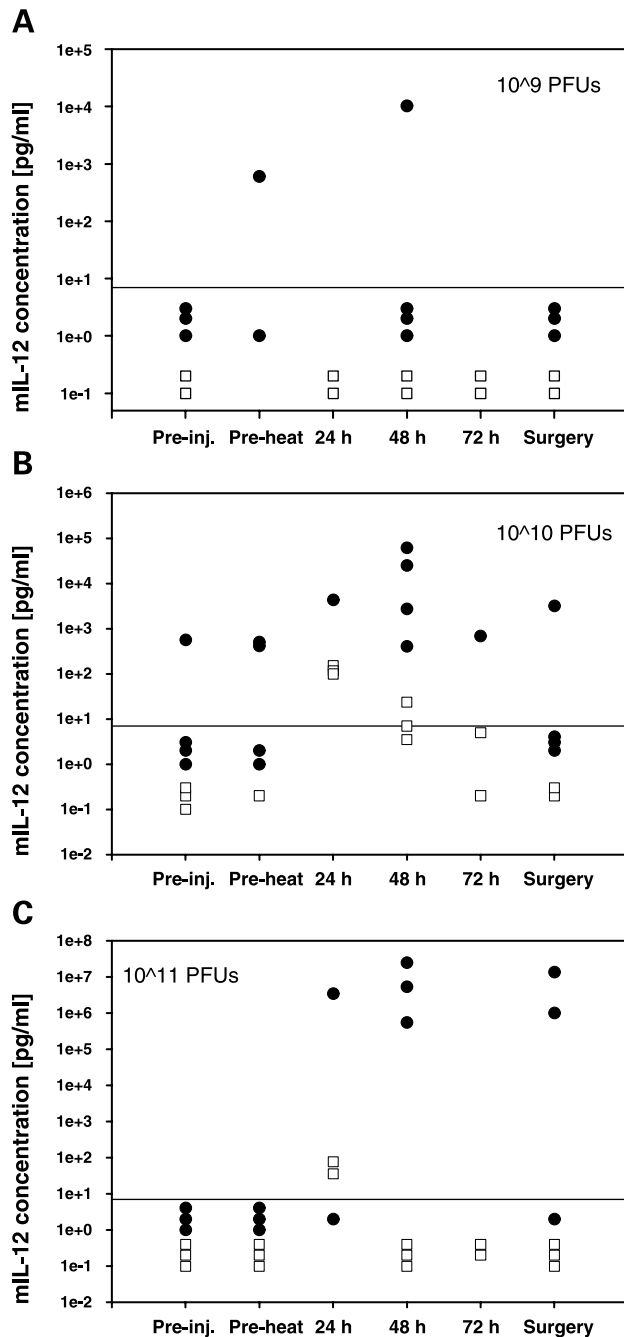 A
1e+5
10^9 PFUs
1e+4
1e+3
1e+2
1e+1
1e+0
1e-1
mIL-12 concentration [pg/ml]
Pre-inj. Pre-heat 24 h 48 h 72 h Surgery
B
1e+6
10^10 PFUs
1e+5
1e+4
1e+3
1e+2
1e+1
1e+0
1e-1
1e-2
mIL-12 concentration [pg/ml]
Pre-inj. Pre-heat 24 h 48 h 72 h Surgery
C
1e+8
10^11 PFUs
1e+7
1e+6
1e+5
1e+4
1e+3
1e+2
1e+1
1e+0
1e-1
1e-2
mIL-12 concentration [pg/ml]
Pre-inj. Pre-heat 24 h 48 h 72 h Surgery